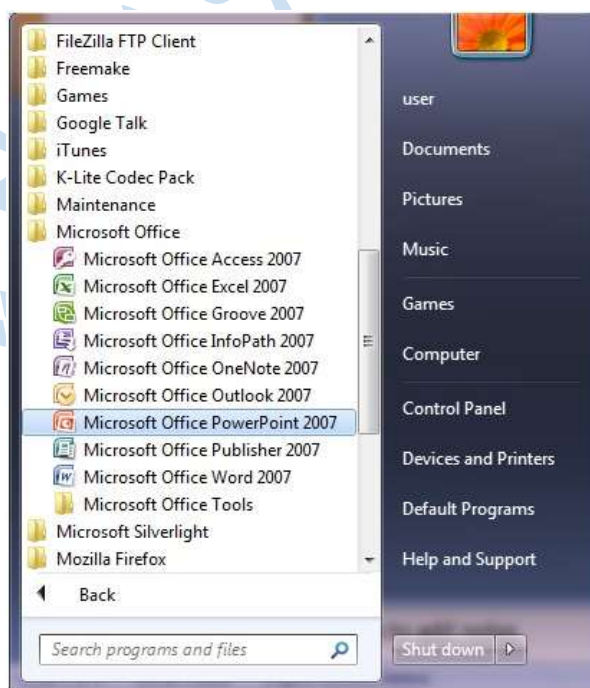 FileZilla FTP Client
Freemake
Games
Google Talk
iTunes
K-Lite Codec Pack
Maintenance
Microsoft Office
Microsoft Office Access 2007
Microsoft Office Excel 2007
Microsoft Office Groove 2007
Microsoft Office InfoPath 2007
Microsoft Office OneNote 2007
Microsoft Office Outlook 2007
Microsoft Office PowerPoint 2007
Microsoft Office Publisher 2007
Microsoft Office Word 2007
Microsoft Office Tools
Microsoft Silverlight
Mozilla Firefox
Back
Search programs and files
user
Documents
Pictures
Music
Games
Computer
Control Panel
Devices and Printers
Default Programs
Help and Support
Shut down